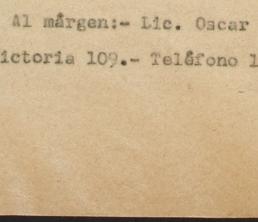 Al márgen:- Lic. Oscar
ictoria 109.- Teléfono 1